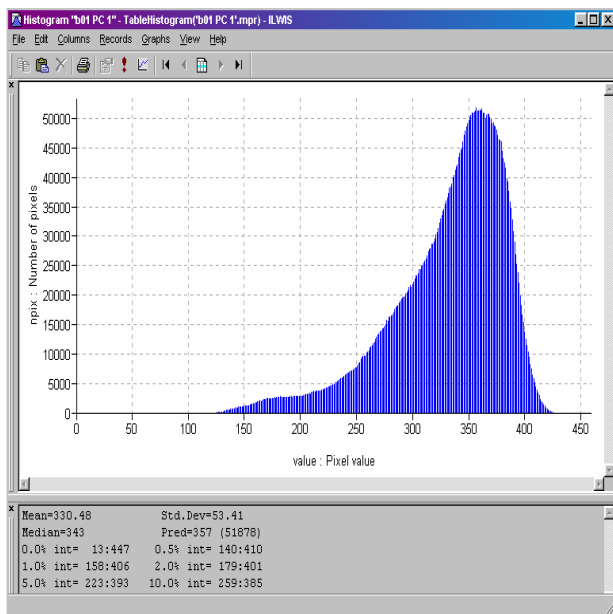 Histogram "b01 PC 1" - TableHistogram('b01 PC 1'.mpr) - ILWIS
File Edit Columns Records Graphs View Help
npix : Number of pixels
50000
45000
40000
35000
30000
25000
20000
15000
10000
5000
0
0 50 100 150 200 250 300 350 400 450
value : Pixel value
Mean=330.48 Std.Dev=53.41
Median=343 Pred=357 (51878)
0.0% int= 13:447 0.5% int= 140:410
1.0% int= 158:406 2.0% int= 179:401
5.0% int= 223:393 10.0% int= 259:385